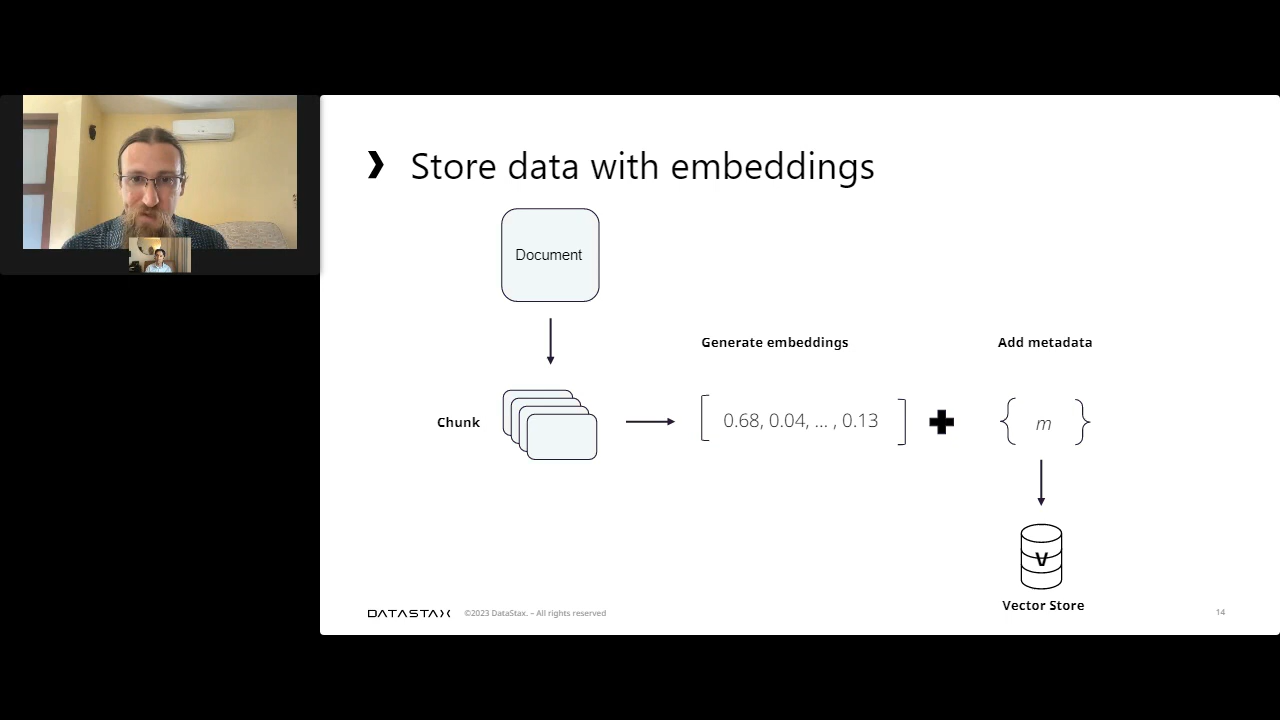 Store data with embeddings
Document
Generate embeddings
Add metadata
Chunk
[ 0.68, 0.04, ... , 0.13 ]
{ m }
V
Vector Store
DATASTAX
©2023 DataStax. – All rights reserved
14